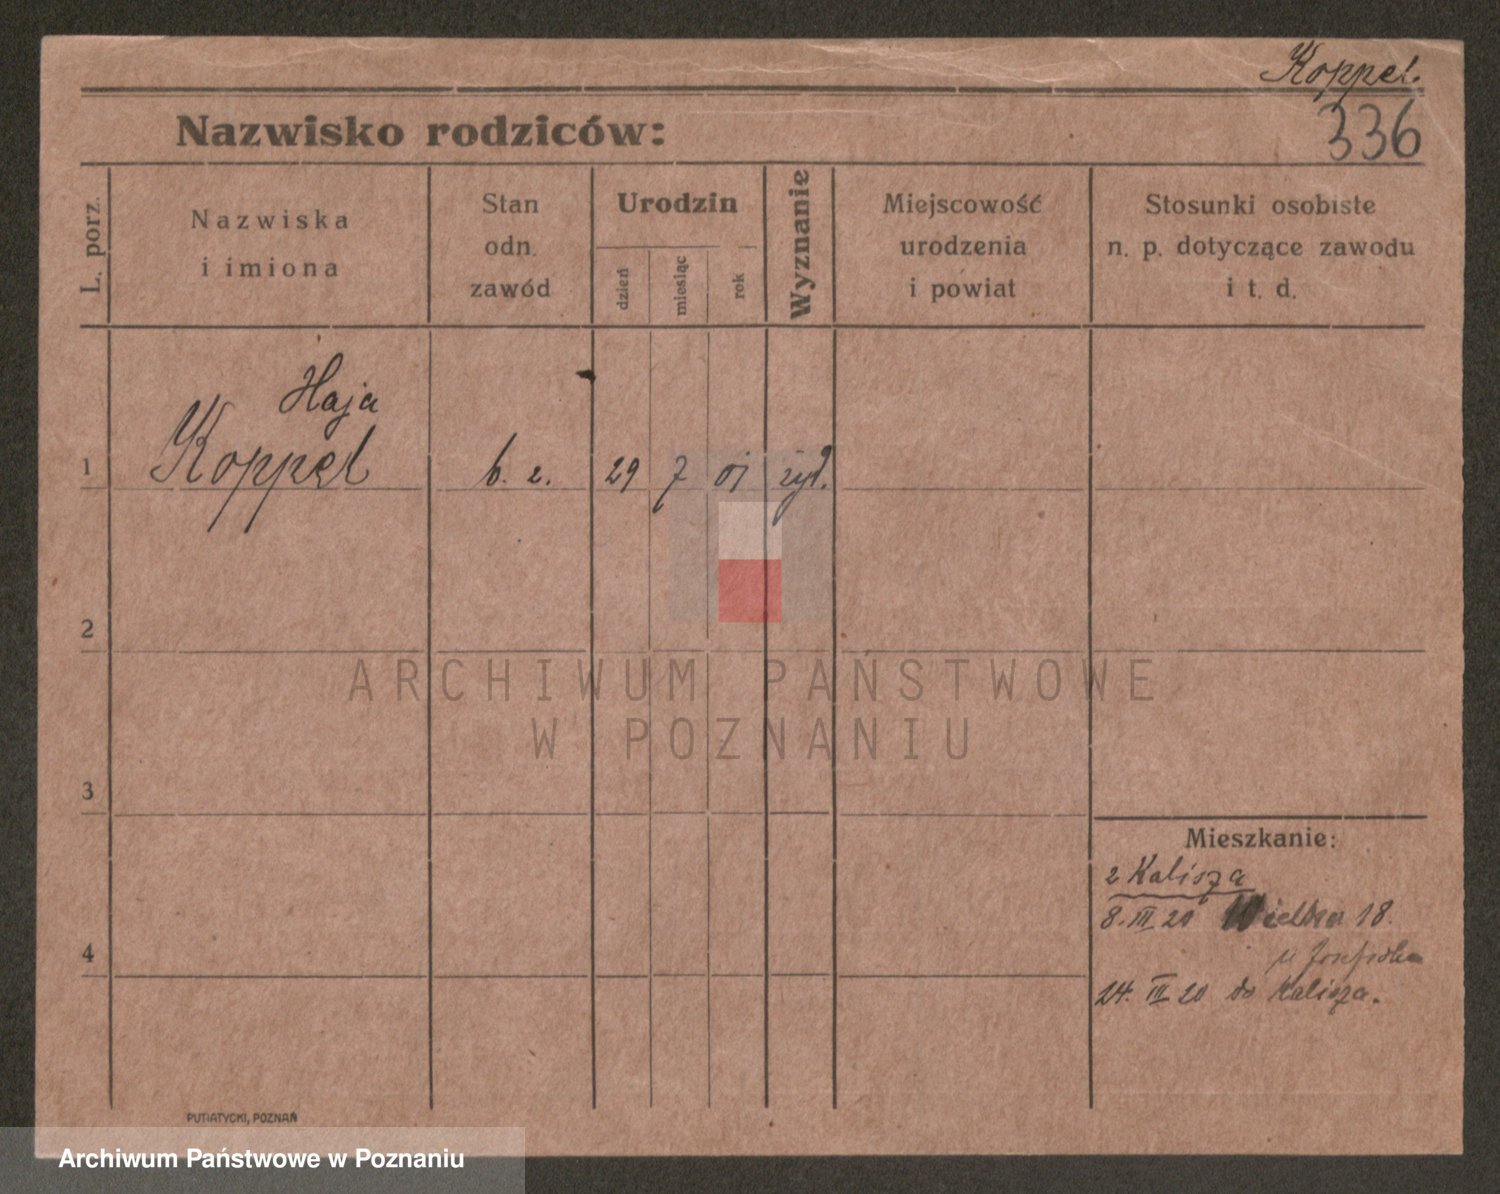 Koppel.
336
Nazwisko rodziców:
L. porz.
Nazwiska
i imiona
Stan
odn.
zawód
Urodzin
dzień
miesiąc
rok
Wyznanie
Miejscowość
urodzenia
i powiat
Stosunki osobiste
n. p. dotyczące zawodu
i t. d.
Haja
1 Koppel b. z. 29 7 01 żyd.
2
3
4
Mieszkanie:
z Kalisza
8. III 20 Wielka 18.
u
24. III 20 do Kalisza.
PUTIATYCKI, POZNAŃ
ARCHIWUM PAŃSTWOWE
W POZNANIU
Archiwum Państwowe w Poznaniu